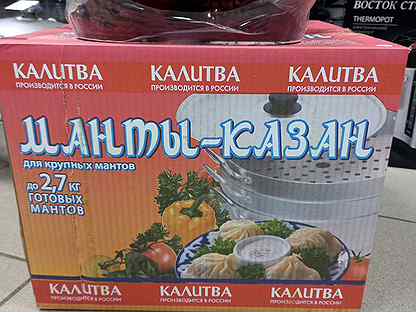 ВОСТОК
THERMOPOT
КАЛИТВА КАЛИТВА КАЛИТВА
ПРОИЗВОДИТСЯ В РОССИИ ПРОИЗВОДИТСЯ В РОССИИ ПРОИЗВОДИТСЯ В РОССИИ
МАНТЫ-КАЗАН
для крупных мантов
до 2,7 кг
ГОТОВЫХ
МАНТОВ
КАЛИТВА КАЛИТВА КАЛИТВА
ПРОИЗВОДИТСЯ В РОССИИ ПРОИЗВОДИТСЯ В РОССИИ ПРОИЗВОДИТСЯ В РОССИИ